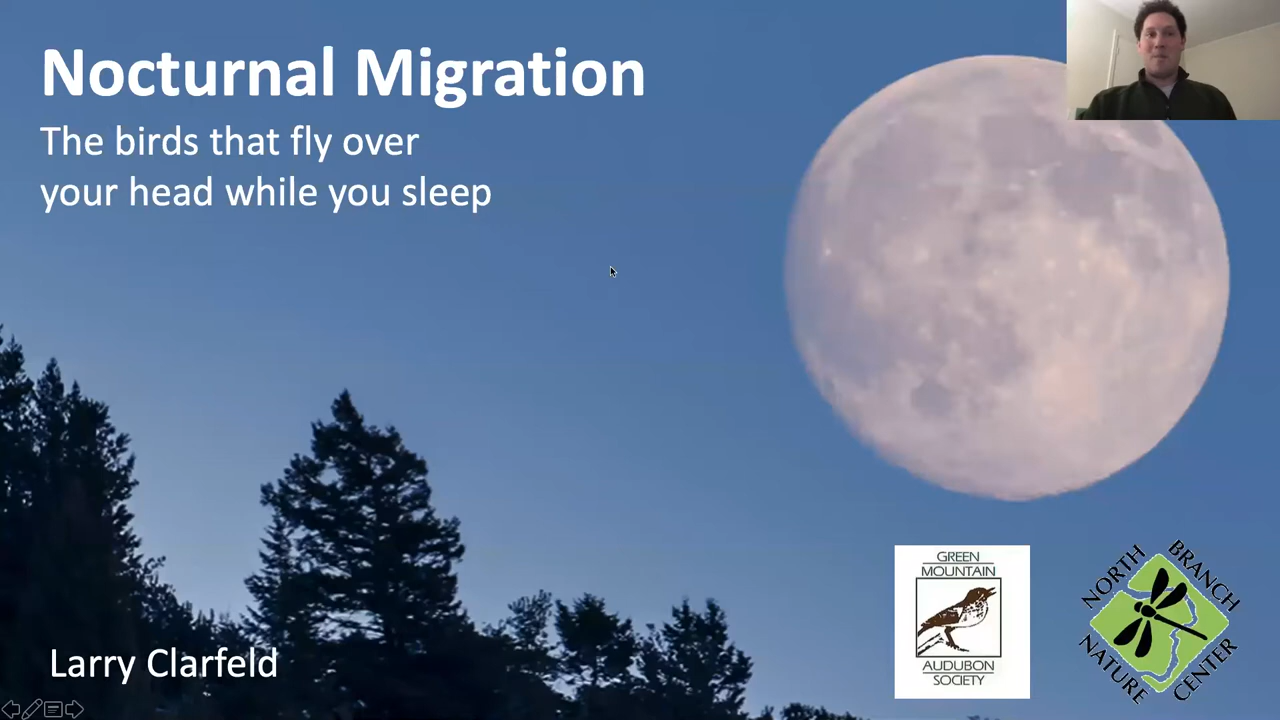 Nocturnal Migration
The birds that fly over
your head while you sleep
Larry Clarfeld
GREEN
MOUNTAIN
AUDUBON
SOCIETY
NORTH BRANCH
NATURE CENTER